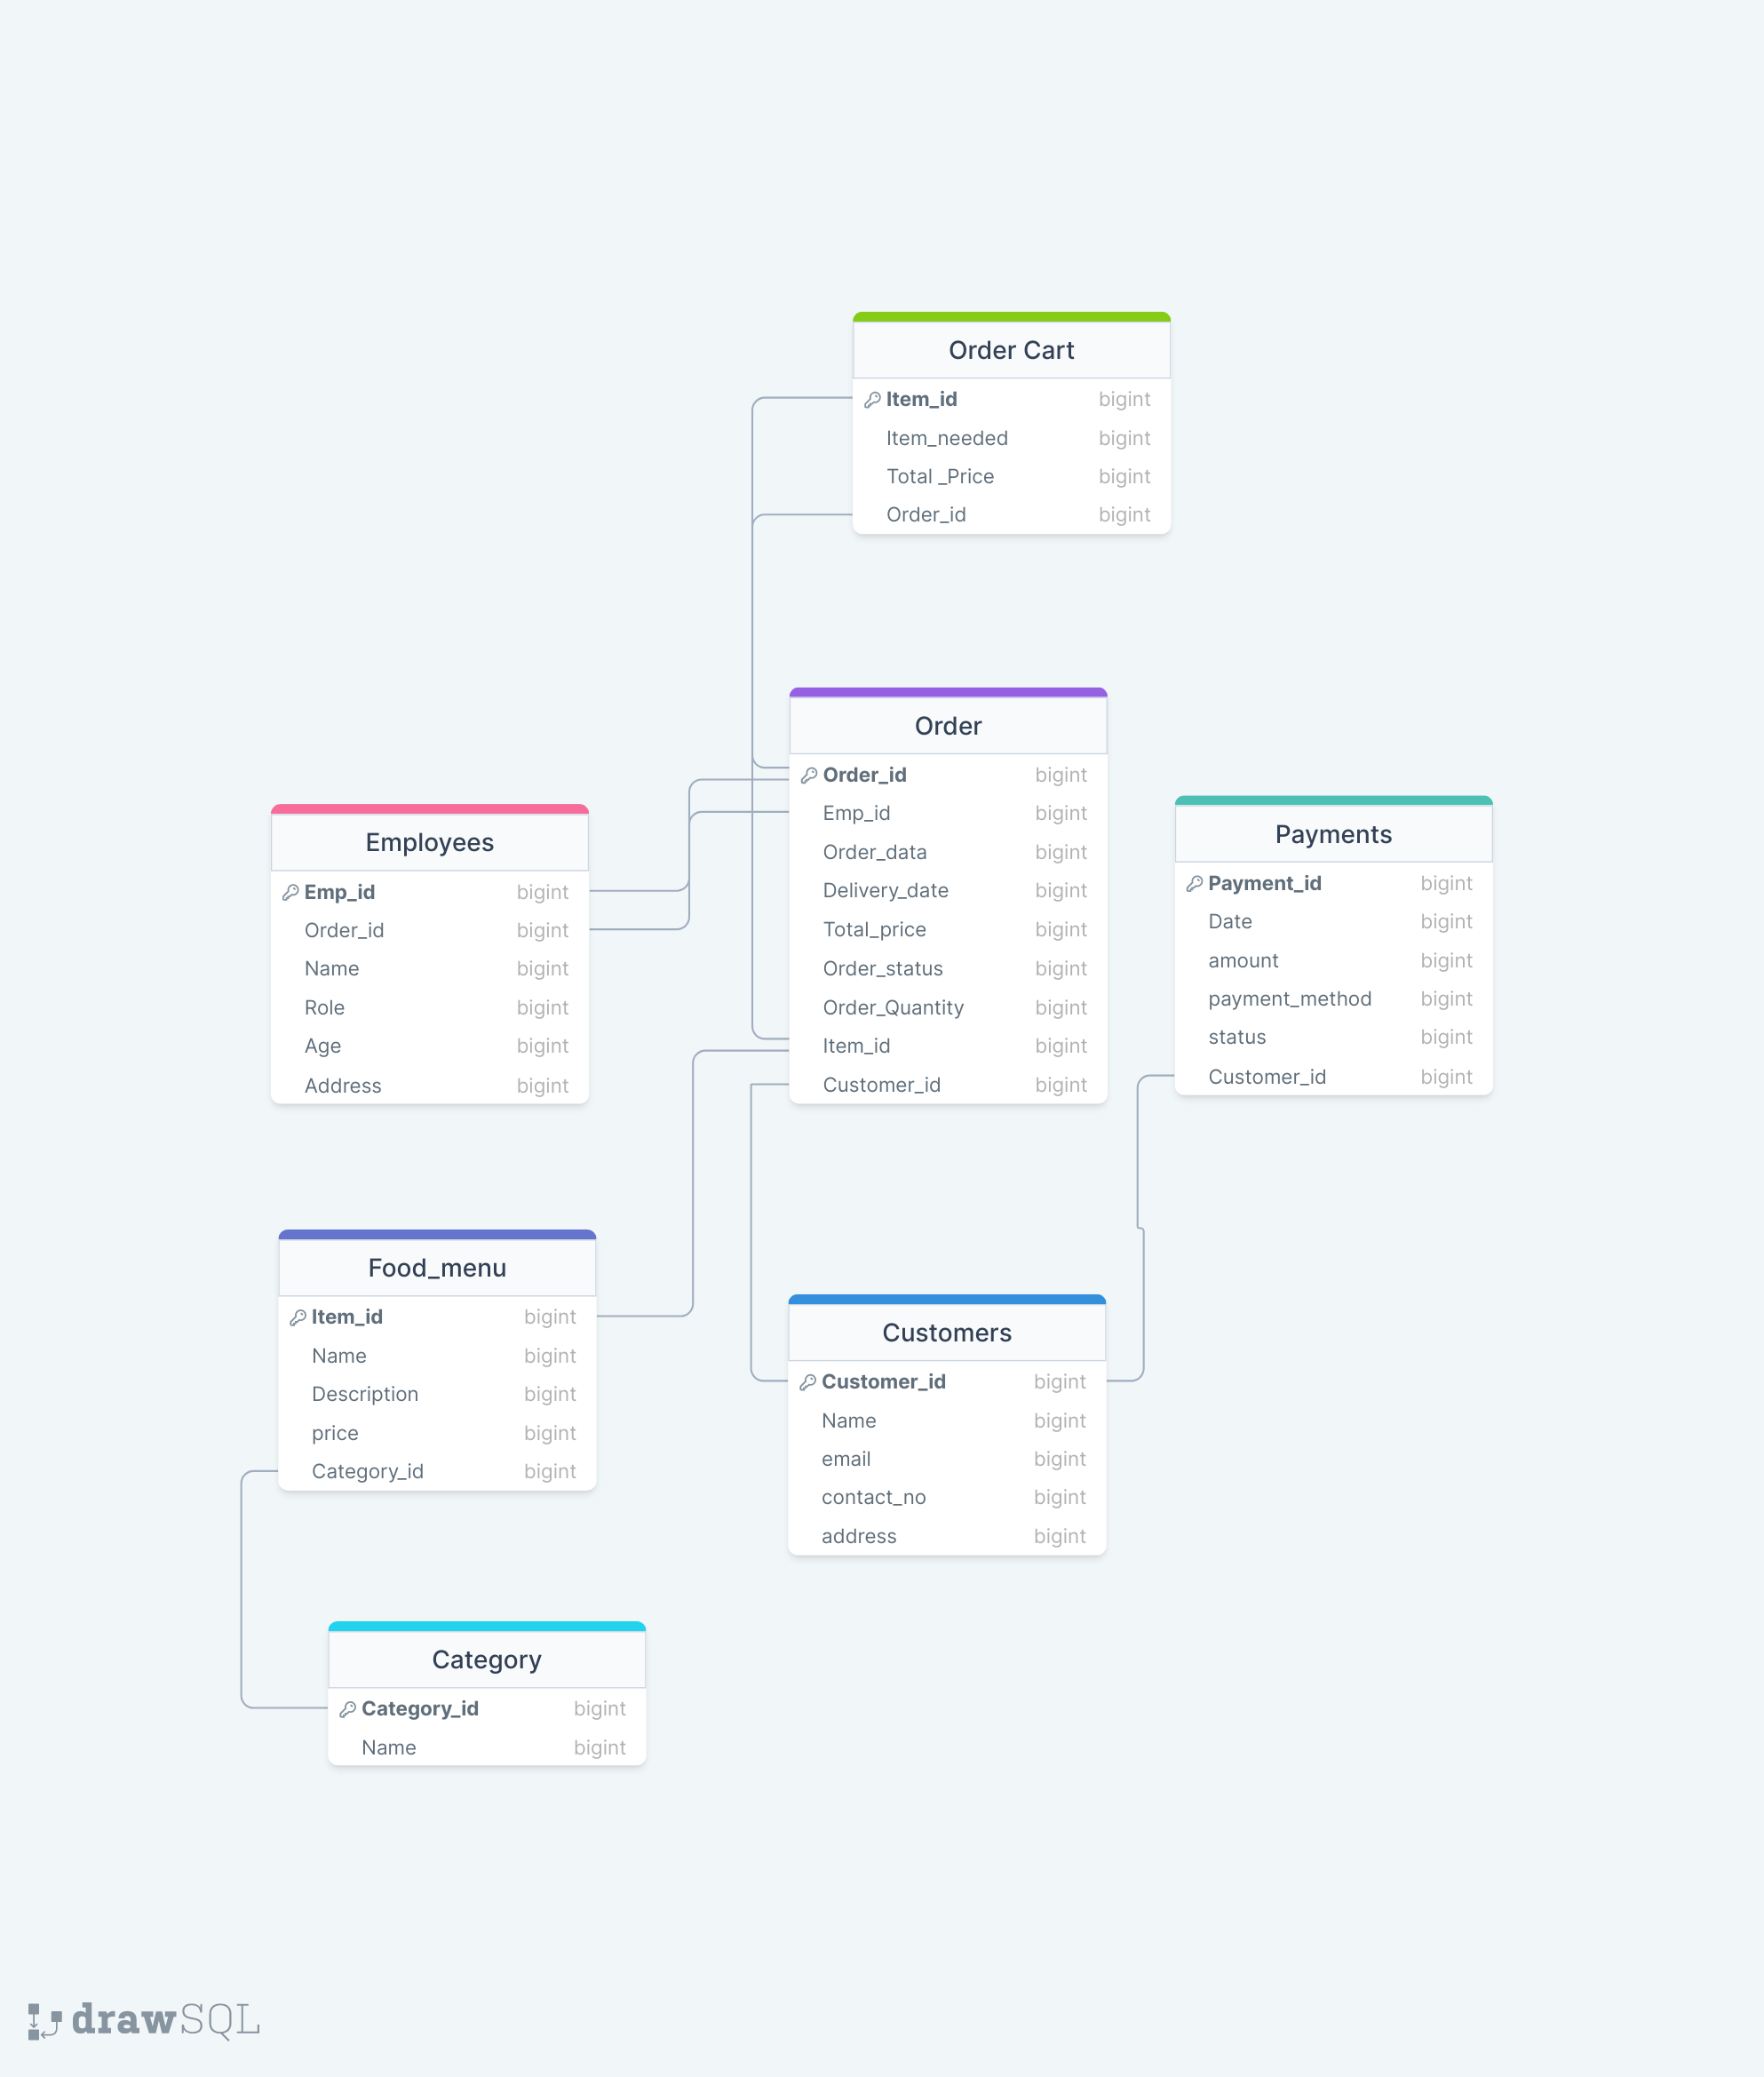 Order Cart
Item_id bigint
Item_needed bigint
Total _Price bigint
Order_id bigint
Order
Order_id bigint
Emp_id bigint
Order_data bigint
Delivery_date bigint
Total_price bigint
Order_status bigint
Order_Quantity bigint
Item_id bigint
Customer_id bigint
Employees
Emp_id bigint
Order_id bigint
Name bigint
Role bigint
Age bigint
Address bigint
Payments
Payment_id bigint
Date bigint
amount bigint
payment_method bigint
status bigint
Customer_id bigint
Food_menu
Item_id bigint
Name bigint
Description bigint
price bigint
Category_id bigint
Customers
Customer_id bigint
Name bigint
email bigint
contact_no bigint
address bigint
Category
Category_id bigint
Name bigint
drawSQL